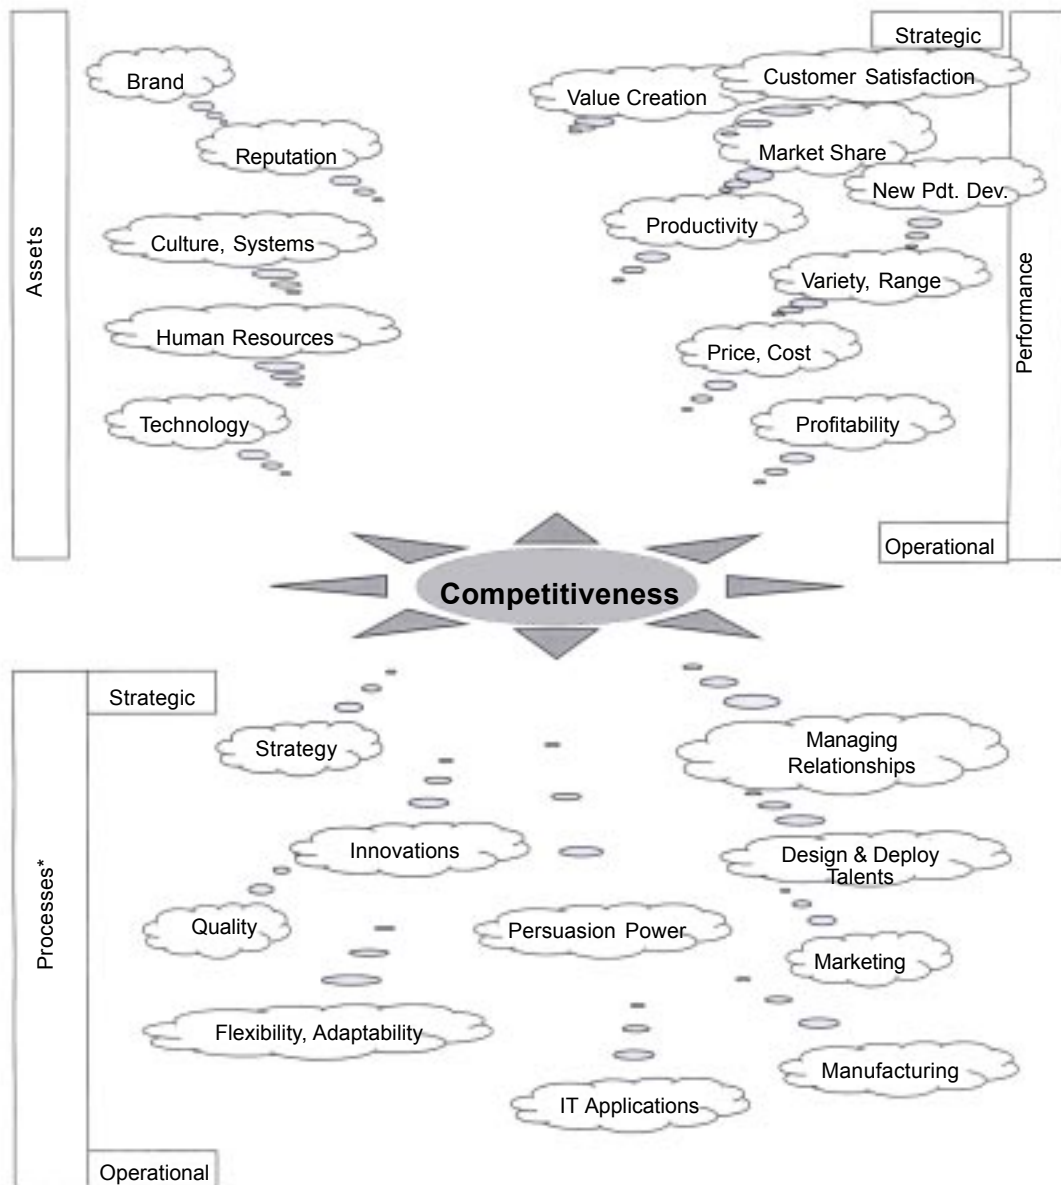 Assets
Brand
Reputation
Culture, Systems
Human Resources
Technology
Strategic
Performance
Customer Satisfaction
Value Creation
Market Share
New Pdt. Dev.
Productivity
Variety, Range
Price, Cost
Profitability
Operational
Competitiveness
Processes*
Strategic
Strategy
Managing
Relationships
Innovations
Design & Deploy
Talents
Quality
Persuasion Power
Marketing
Flexibility, Adaptability
Manufacturing
IT Applications
Operational